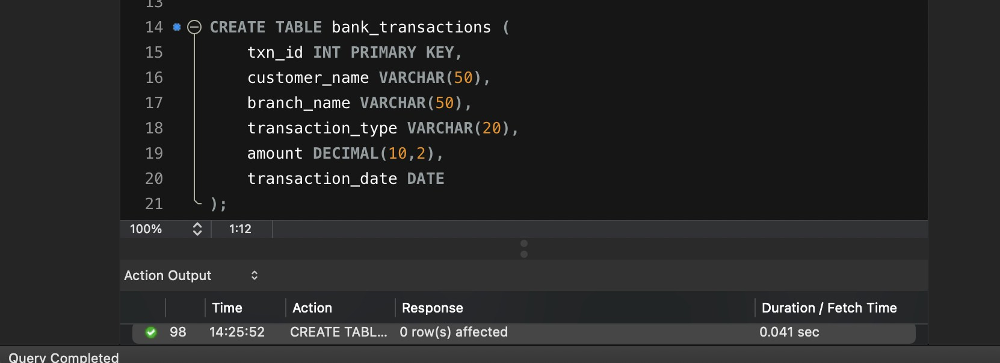 13
14 CREATE TABLE bank_transactions (
15 txn_id INT PRIMARY KEY,
16 customer_name VARCHAR(50),
17 branch_name VARCHAR(50),
18 transaction_type VARCHAR(20),
19 amount DECIMAL(10,2),
20 transaction_date DATE
21 );
100% 1:12
Action Output
Time Action Response Duration / Fetch Time
98 14:25:52 CREATE TABL... 0 row(s) affected 0.041 sec
Query Completed